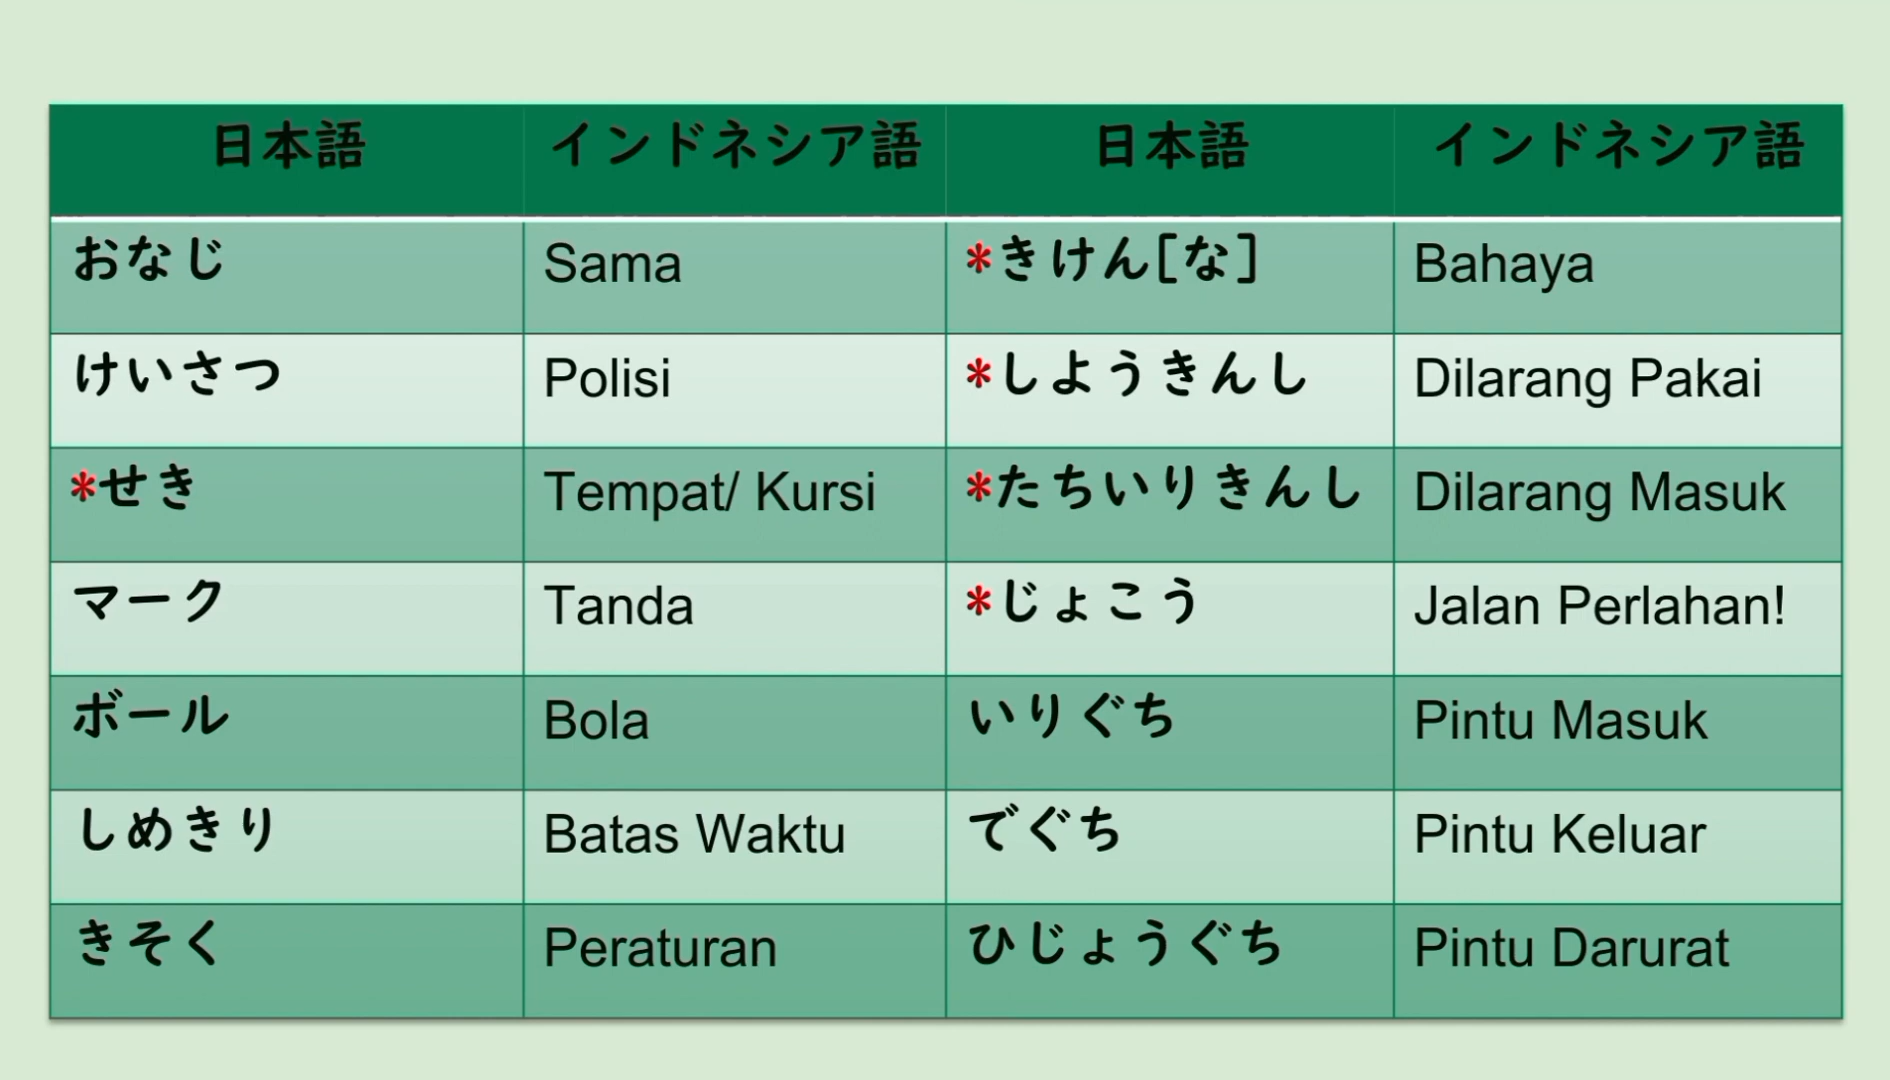 日本語 インドネシア語 日本語 インドネシア語
おなじ Sama *きけん[な] Bahaya
けいさつ Polisi *しようきんし Dilarang Pakai
*せき Tempat/ Kursi *たちいりきんし Dilarang Masuk
マーク Tanda *じょこう Jalan Perlahan!
ボール Bola いりぐち Pintu Masuk
しめきり Batas Waktu でぐち Pintu Keluar
きそく Peraturan ひじょうぐち Pintu Darurat